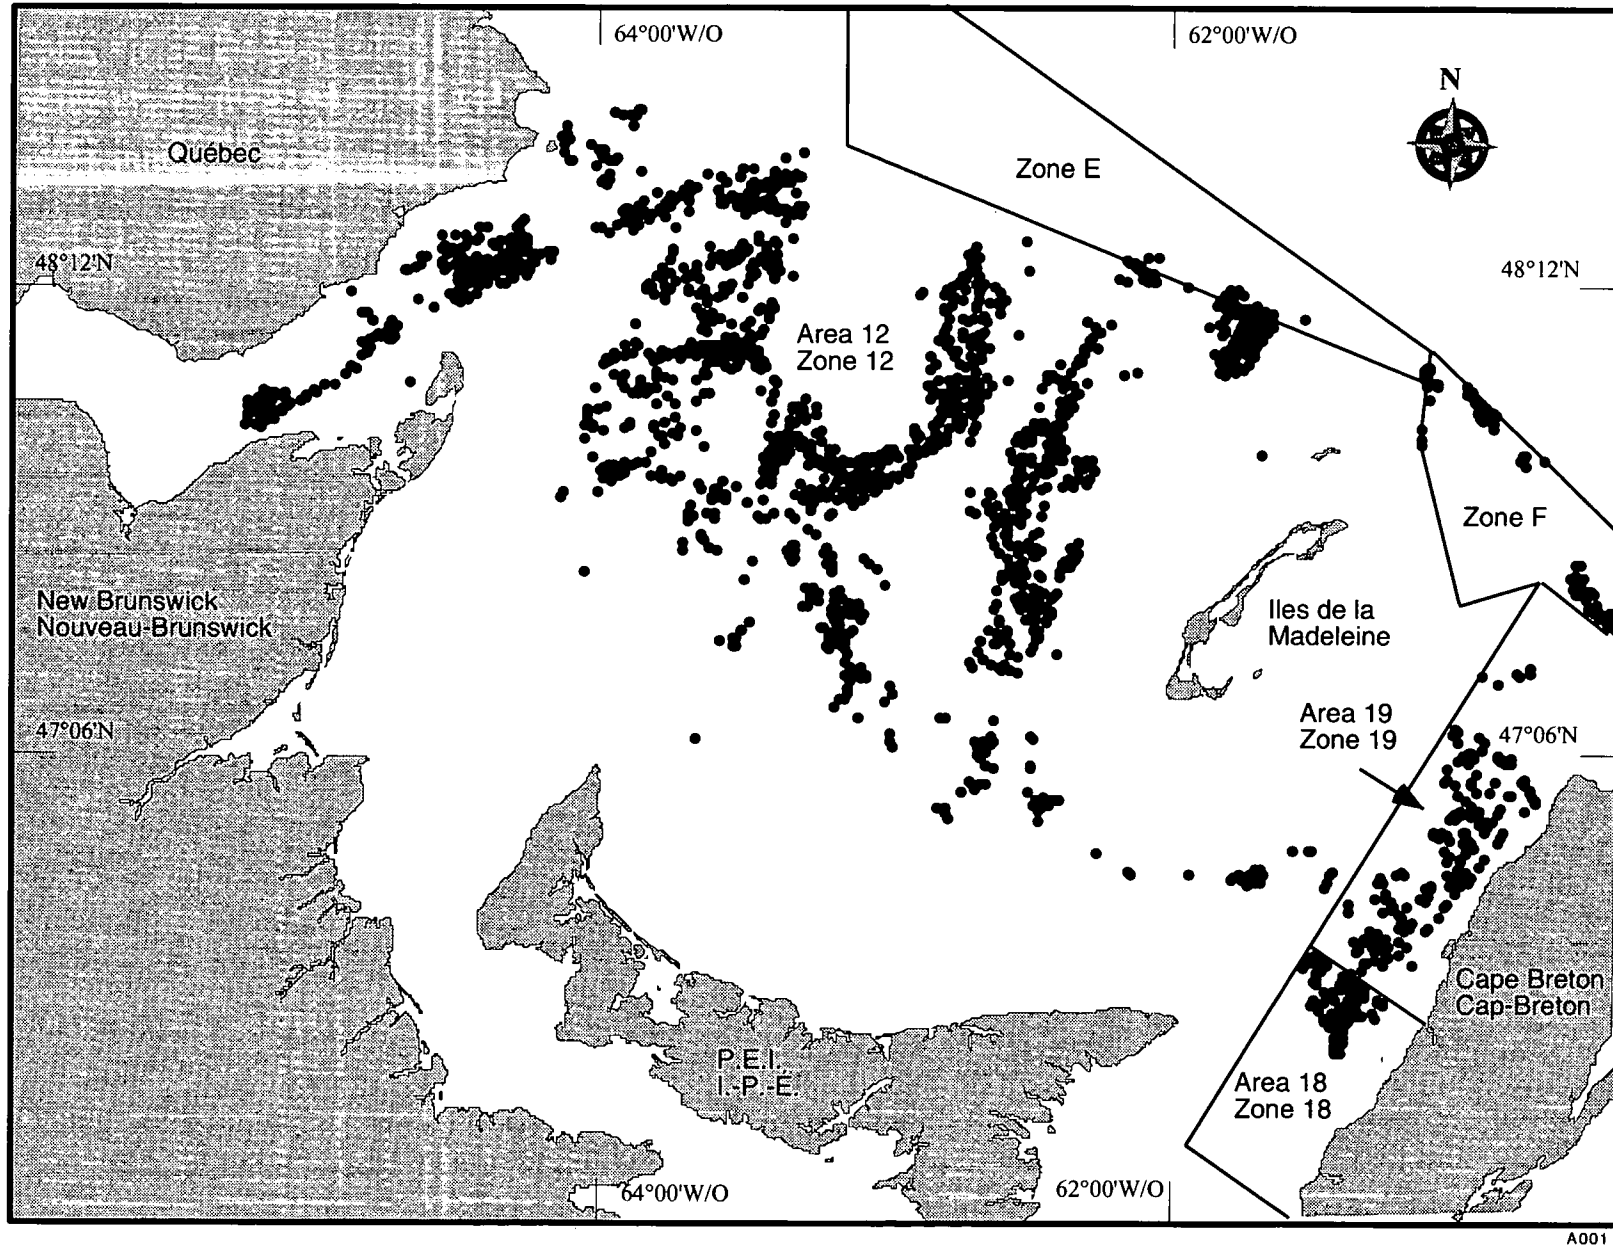 64°00'W/O
62°00'W/O
N
Québec
Zone E
48°12'N
48°12'N
Area 12
Zone 12
Zone F
New Brunswick
Nouveau-Brunswick
Iles de la
Madeleine
47°06'N
Area 19
Zone 19
47°06'N
Cape Breton
Cap-Breton
P.E.I.
I.-P.-E.
Area 18
Zone 18
64°00'W/O
62°00'W/O
A001